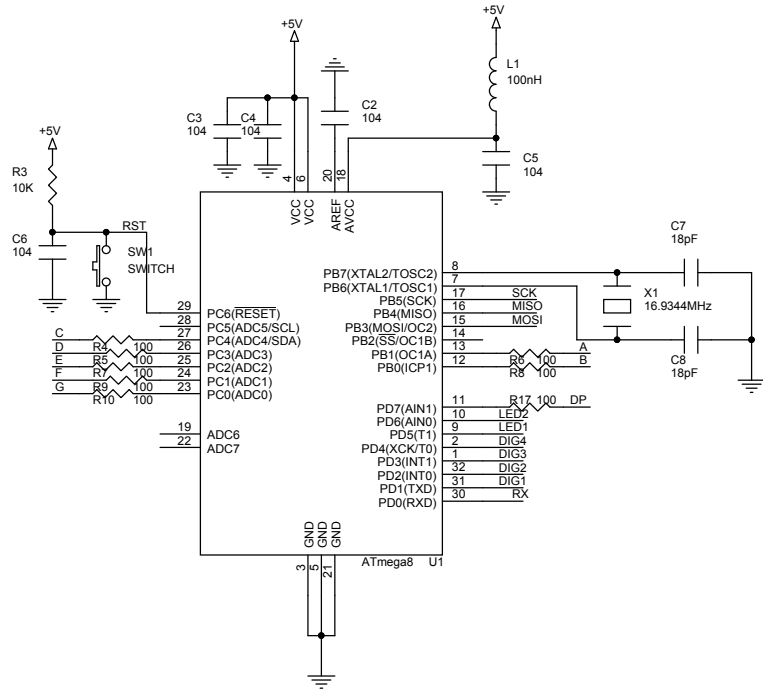 +5V
+5V
L1
100nH
C3
104
C4
104
C2
104
+5V
C5
104
R3
10K
4
6
20
18
VCC
VCC
AREF
AVCC
RST
C6
104
SW1
SWITCH
C7
18pF
29 PC6(RESET)
28 PC5(ADC5/SCL)
C R4 100 27 PC4(ADC4/SDA)
D R5 100 26 PC3(ADC3)
E R7 100 25 PC2(ADC2)
F R9 100 24 PC1(ADC1)
G R10 100 23 PC0(ADC0)
19 ADC6
22 ADC7
PB7(XTAL2/TOSC2) 8
PB6(XTAL1/TOSC1) 7
PB5(SCK) 17 SCK
PB4(MISO) 16 MISO
PB3(MOSI/OC2) 15 MOSI
PB2(SS/OC1B) 14
PB1(OC1A) 13 R6 100 A
PB0(ICP1) 12 R8 100 B
X1
16.9344MHz
C8
18pF
PD7(AIN1) 11 R17 100 DP
PD6(AIN0) 10 LED2
PD5(T1) 9 LED1
PD4(XCK/T0) 2 DIG4
PD3(INT1) 1 DIG3
PD2(INT0) 32 DIG2
PD1(TXD) 31 DIG1
PD0(RXD) 30 RX
GND
GND
GND
3
5
21
ATmega8 U1